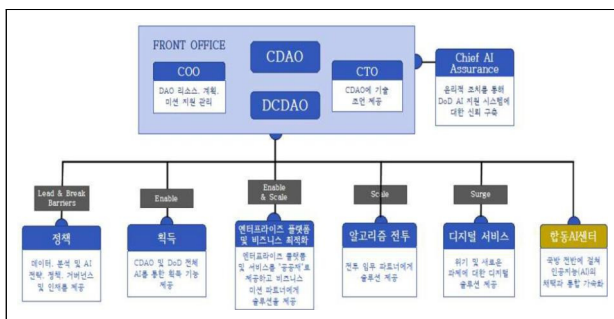 FRONT OFFICE
CDAO
COO
DAO 리소스, 계획,
미션 지원 관리
CTO
CDAO에 기술
조언 제공
DCDAO
Chief AI
Assurance
윤리적 조치를 통해
DoD AI 지원 시스템에
대한 신뢰 구축
Lead & Break
Barriers
Enable
Enable
& Scale
Scale
Surge
정책
데이터, 분석 및 AI
전략, 정책, 거버넌스
및 인재를 제공
획득
CDAO 및 DoD 전체
AI를 통한 획득 기능
제공
엔터프라이즈 플랫폼
및 비즈니스 최적화
엔터프라이즈 플랫폼
및 서비스를 "공공재"로
제공하고 비즈니스
미션 파트너에게
솔루션을 제공
알고리즘 전투
전투 임무 파트너에게
솔루션 제공
디지털 서비스
위기 및 새로운
과제에 대한 디지털
솔루션 제공
합동AI센터
국방 전반에 걸쳐
인공지능(AI)의
채택과 통합 가속화